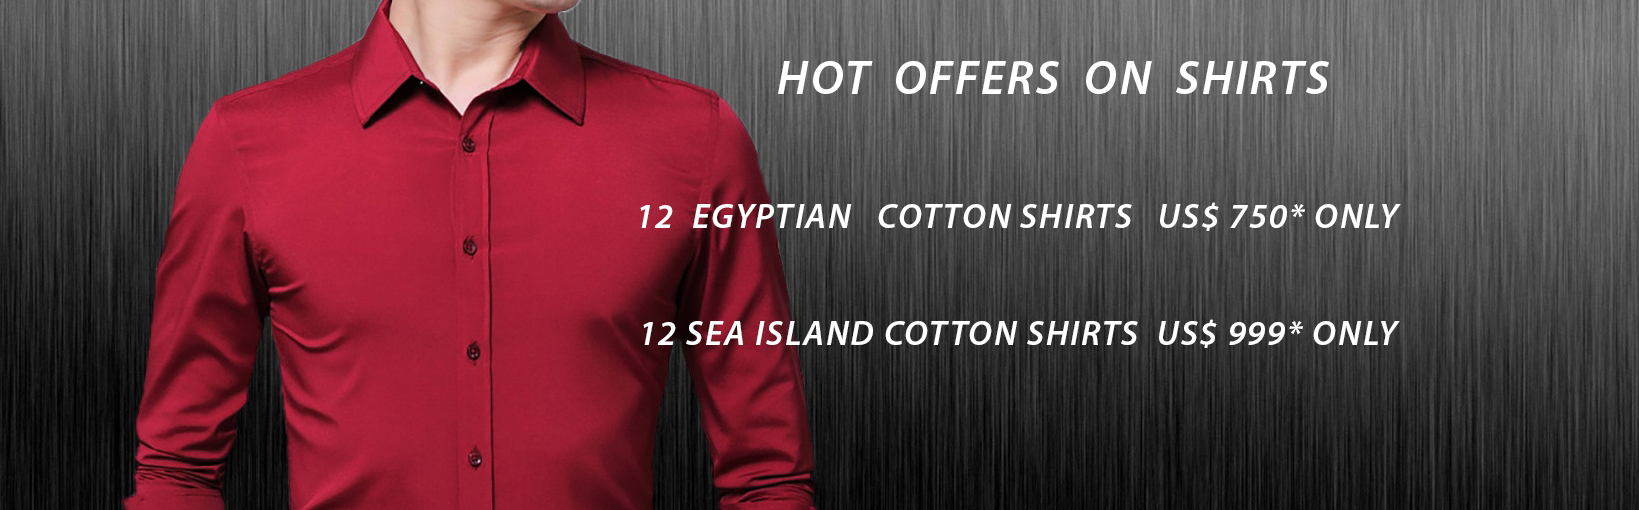 HOT OFFERS ON SHIRTS
12 EGYPTIAN COTTON SHIRTS US$ 750* ONLY
12 SEA ISLAND COTTON SHIRTS US$ 999* ONLY